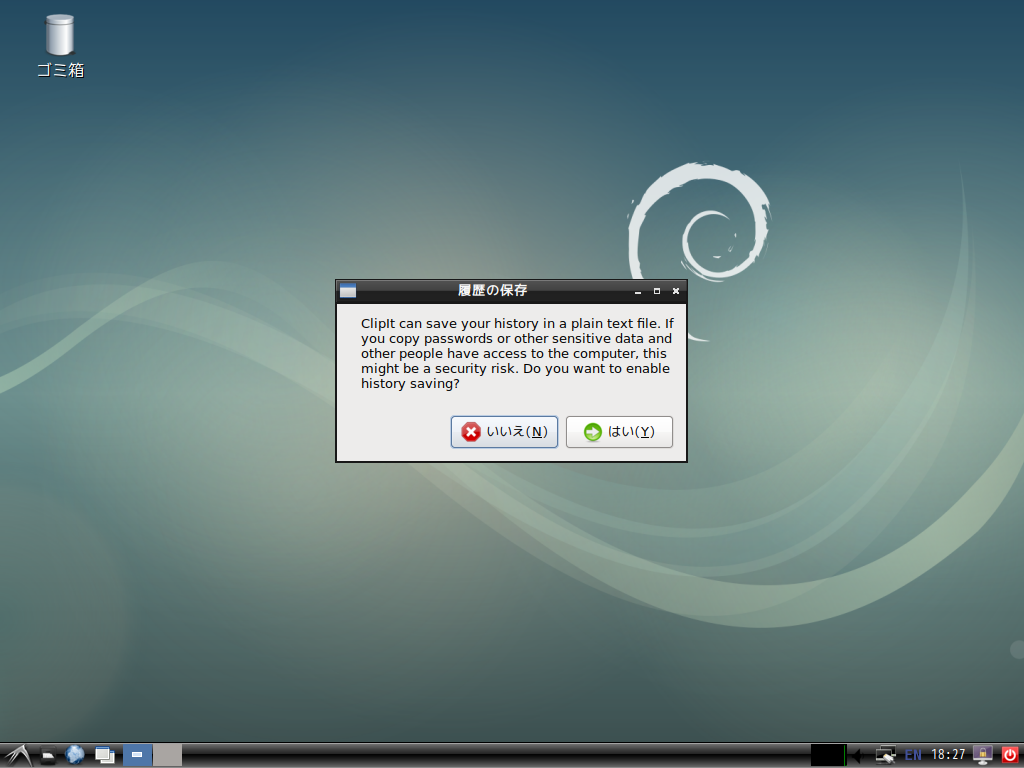 ゴミ箱
履歴の保存
ClipIt can save your history in a plain text file. If
you copy passwords or other sensitive data and
other people have access to the computer, this
might be a security risk. Do you want to enable
history saving?
いいえ(N)
はい(Y)
EN
18:27